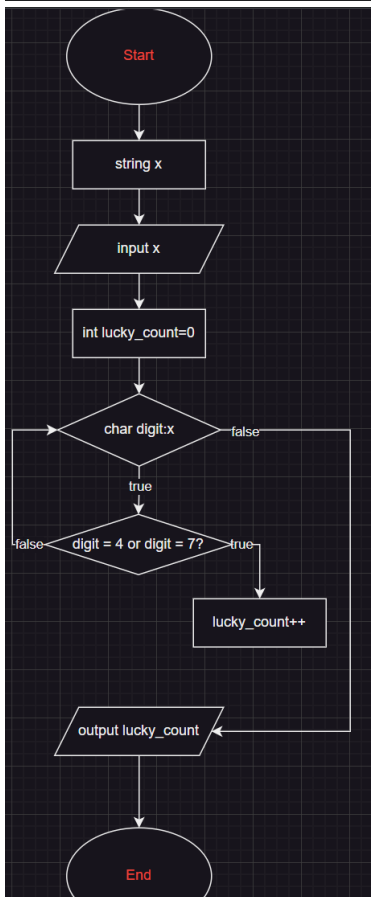 Start
string x
input x
int lucky_count=0
char digit:x
false
true
false
digit = 4 or digit = 7?
true
lucky_count++
output lucky_count
End